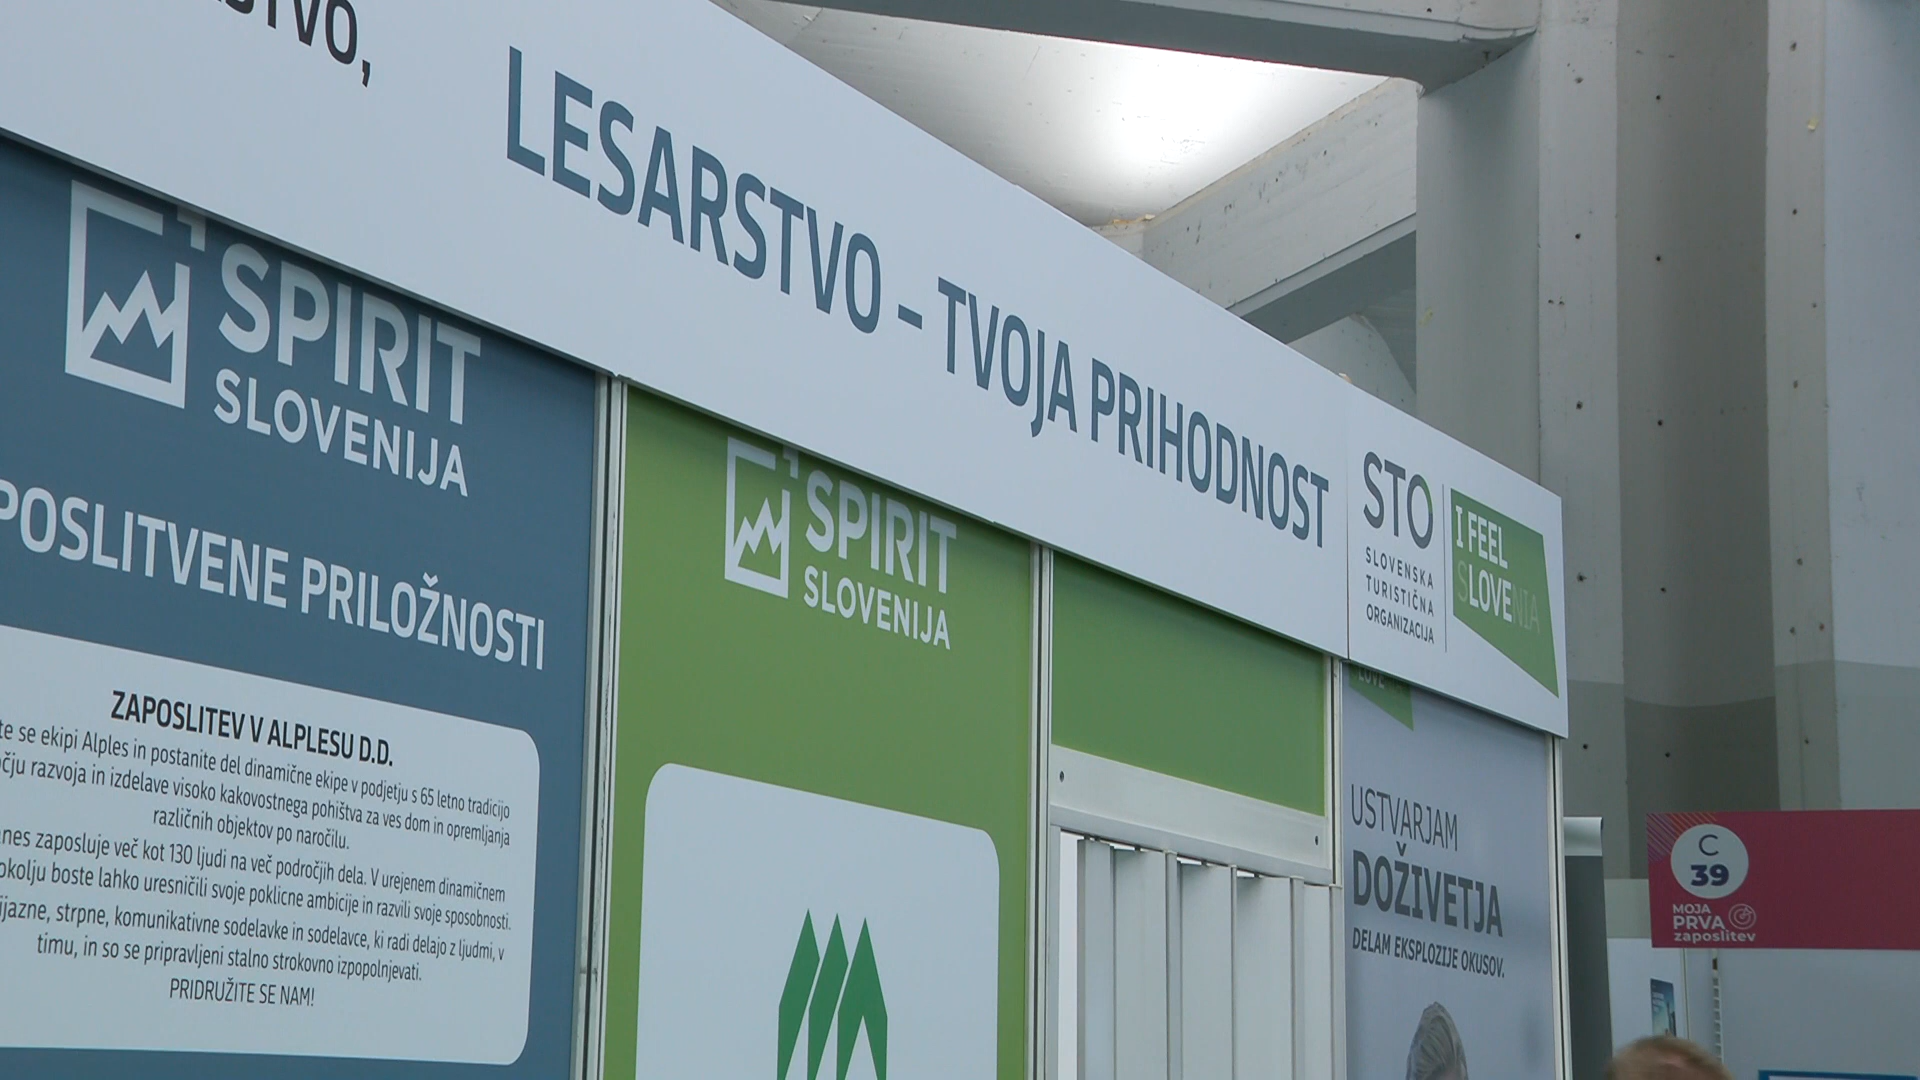 LESARSTVO – TVOJA PRIHODNOST
STO
SLOVENSKA
TURISTIČNA
ORGANIZACIJA
I FEEL
SLOVENIA
SPIRIT
SLOVENIJA
POSLITVENE PRILOŽNOSTI
ZAPOSLITEV V ALPLESU D.D.
te se ekipi Alples in postanite del dinamične ekipe v podjetju s 65 letno tradicijo
čju razvoja in izdelave visoko kakovostnega pohištva za ves dom in opremljanja
različnih objektov po naročilu.
nes zaposluje več kot 130 ljudi na več področjih dela. V urejenem dinamičnem
okolju boste lahko uresničili svoje poklicne ambicije in razvili svoje sposobnosti.
ijazne, strpne, komunikativne sodelavke in sodelavce, ki radi delajo z ljudmi, v
timu, in so se pripravljeni stalno strokovno izpopolnjevati.
PRIDRUŽITE SE NAM!
SPIRIT
SLOVENIJA
LOVE
USTVARJAM
DOŽIVETJA
DELAM EKSPLOZIJE OKUSOV.
C
39
MOJA
PRVA
zaposlitev